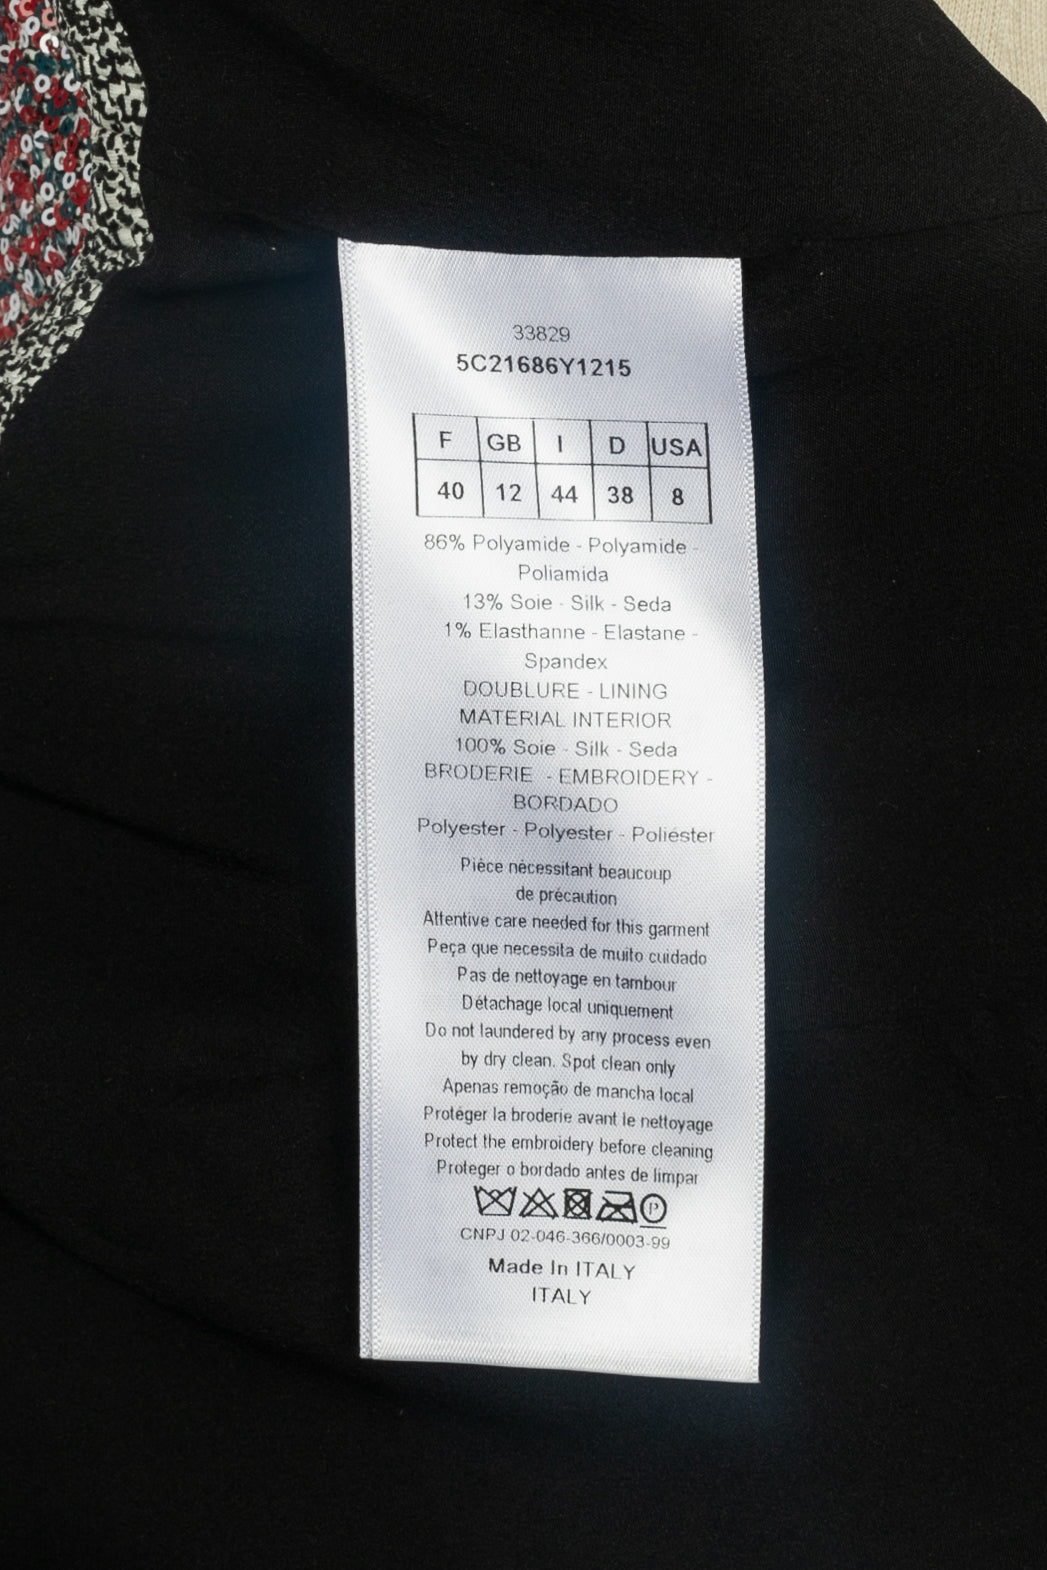 33829
5C21686Y1215
F GB I D USA
40 12 44 38 8
86% Polyamide - Polyamide -
Poliamida
13% Soie - Silk - Seda
1% Elasthanne - Elastane -
Spandex
DOUBLURE - LINING
MATERIAL INTERIOR
100% Soie - Silk - Seda
BRODERIE - EMBROIDERY -
BORDADO
Polyester - Polyester - Poliéster
Pièce nécessitant beaucoup
de précaution
Attentive care needed for this garment
Peça que necessita de muito cuidado
Pas de nettoyage en tambour
Détachage local uniquement
Do not laundered by any process even
by dry clean. Spot clean only
Apenas remoção de mancha local
Protéger la broderie avant le nettoyage
Protect the embroidery before cleaning
Proteger o bordado antes de limpar
P
CNPJ 02-046-366/0003-99
Made In ITALY
ITALY